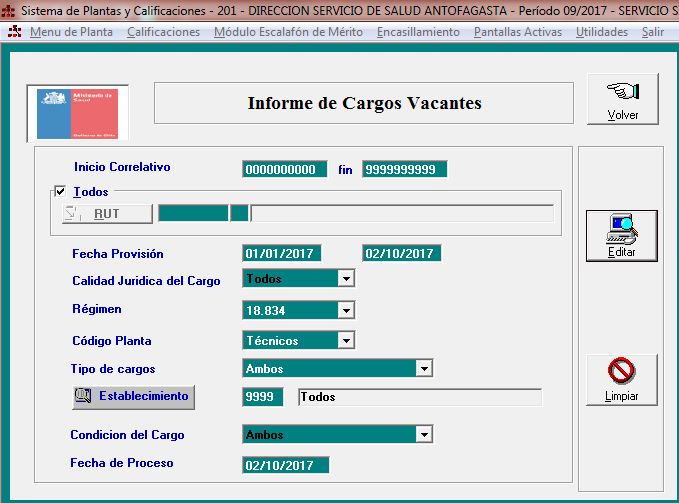 Sistema de Plantas y Calificaciones - 201 - DIRECCION SERVICIO DE SALUD ANTOFAGASTA - Período 09/2017 - SERVICIO S
Menu de Planta Calificaciones Módulo Escalafón de Mérito Encasillamiento Pantallas Activas Utilidades Salir
Ministerio de
Salud
Gobierno de Chile
Informe de Cargos Vacantes
Volver
Inicio Correlativo 0000000000 fin 9999999999
Todos
RUT
Fecha Provisión 01/01/2017 02/10/2017
Editar
Calidad Juridica del Cargo Todos
Régimen 18.834
Código Planta Técnicos
Tipo de cargos Ambos
Establecimiento 9999 Todos
Limpiar
Condicion del Cargo Ambos
Fecha de Proceso 02/10/2017